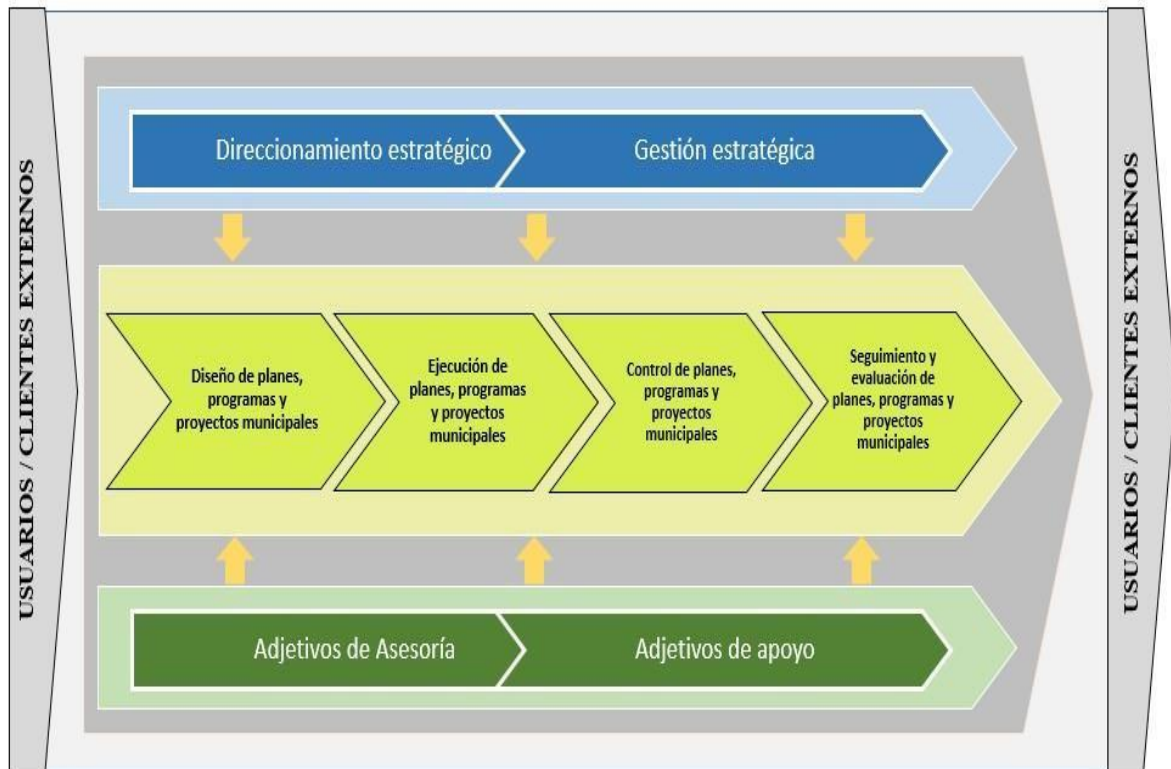 USUARIOS / CLIENTES EXTERNOS
Direccionamiento estratégico
Gestión estratégica
Diseño de planes,
programas y
proyectos municipales
Ejecución de
planes, programas
y proyectos
municipales
Control de planes,
programas y
proyectos
municipales
Seguimiento y
evaluación de
planes, programas y
proyectos
municipales
Adjetivos de Asesoría
Adjetivos de apoyo
USUARIOS / CLIENTES EXTERNOS